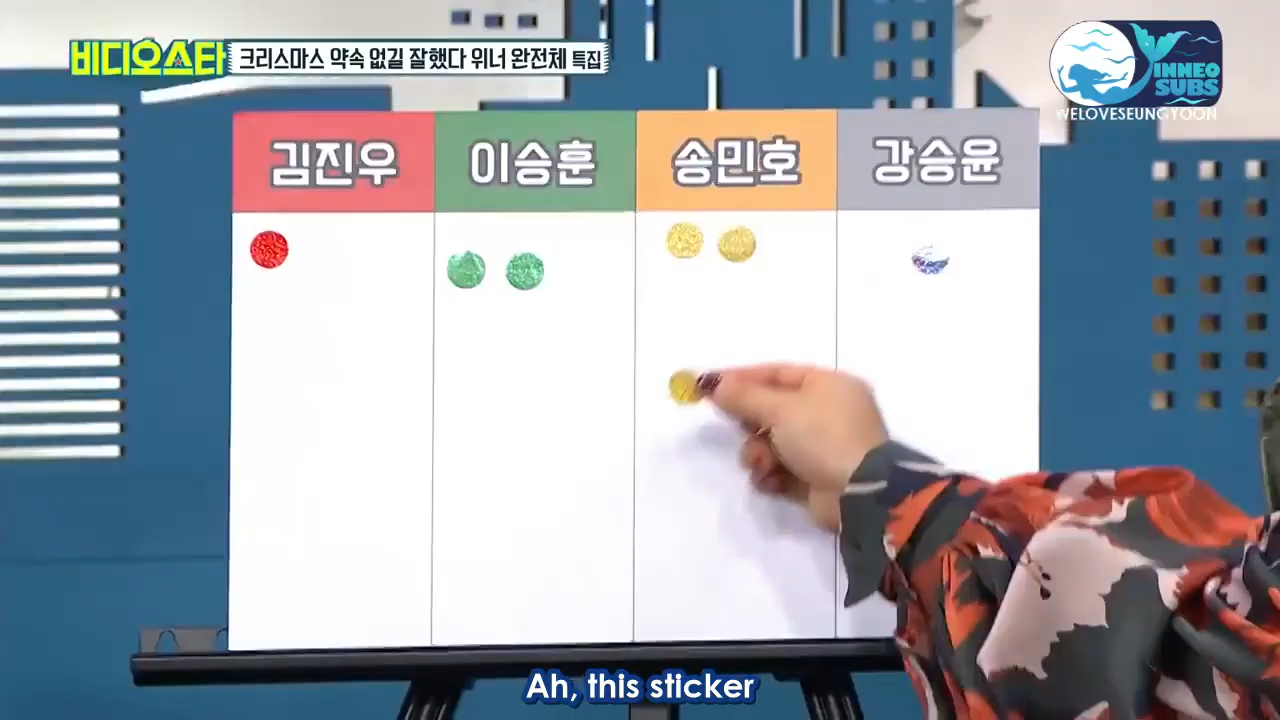 비디오스타 크리스마스 약속 없길 잘했다 위너 완전체 특집
INNEO
SUBS
WELOVESEUNGYOON
김진우 이승훈 송민호 강승윤
Ah, this sticker